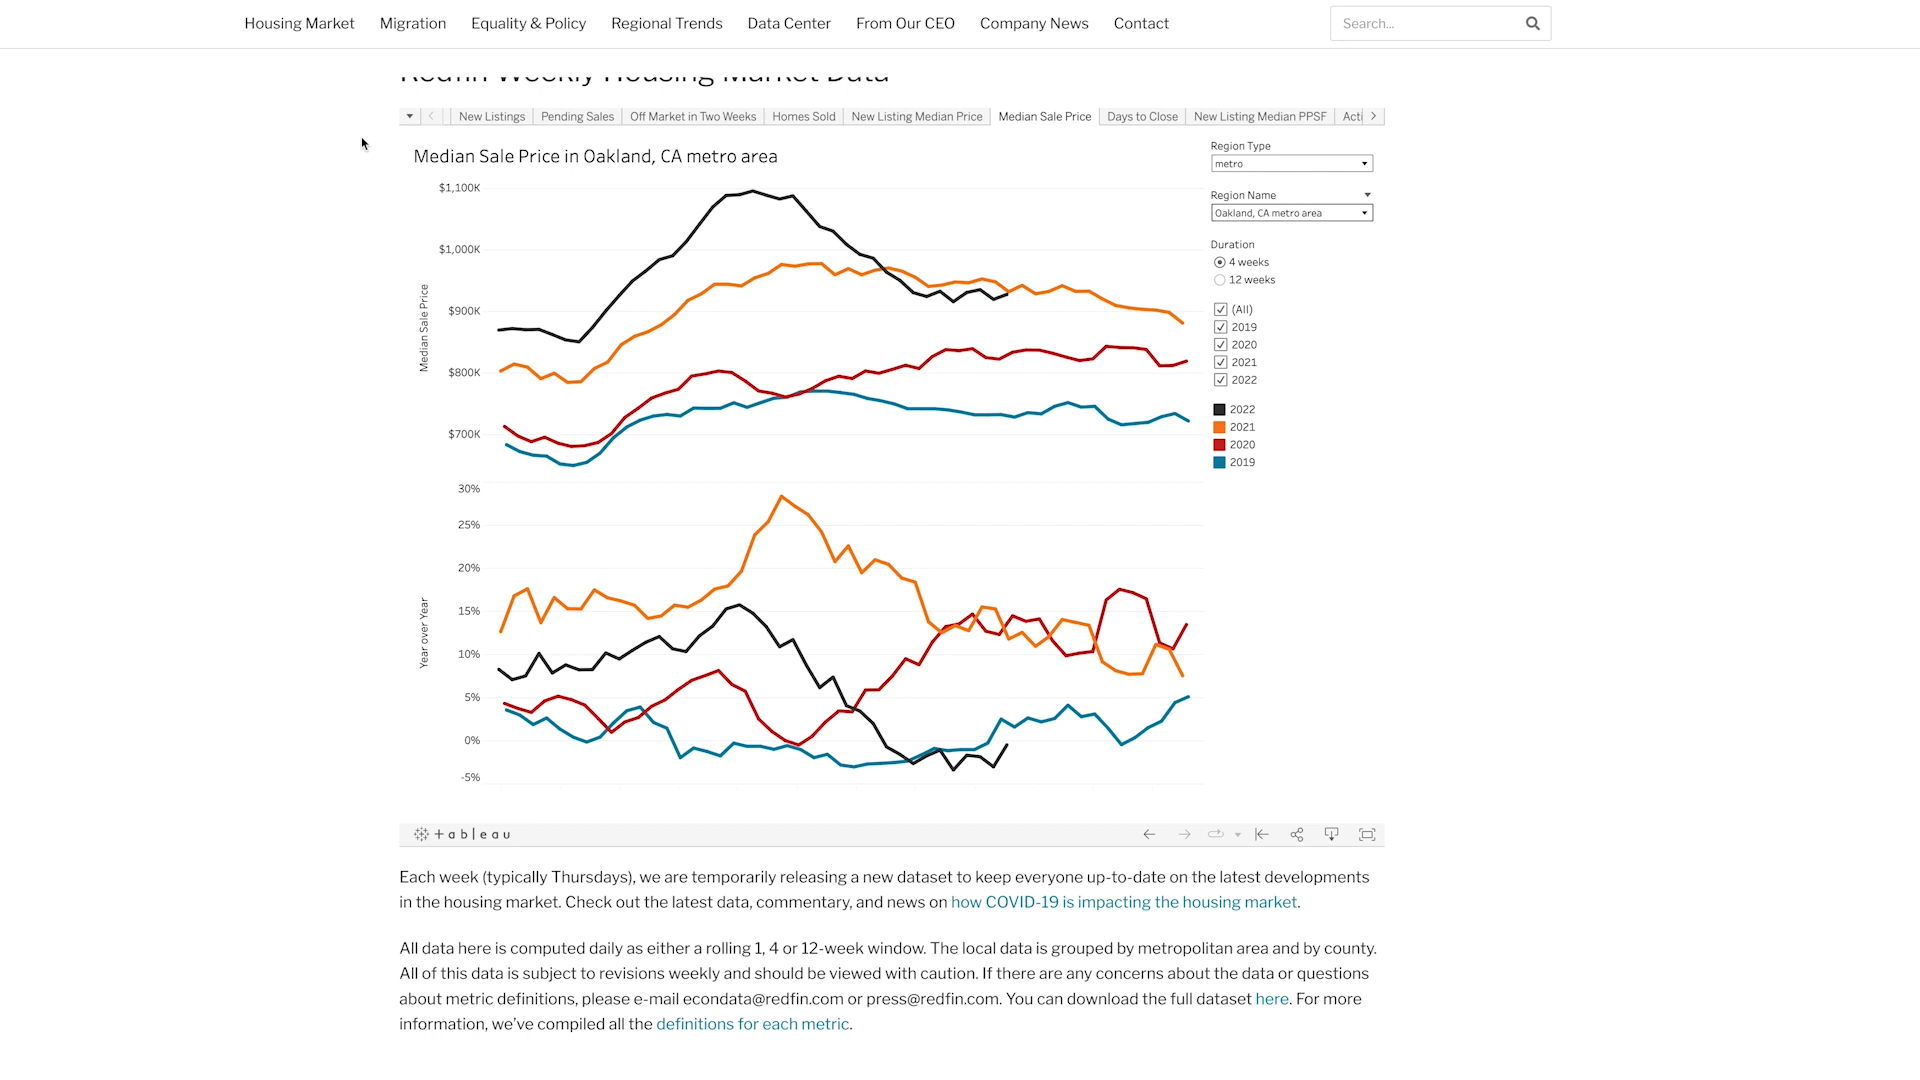 Housing Market Migration Equality & Policy Regional Trends Data Center From Our CEO Company News Contact Search...
Redfin Weekly Housing Market Data
New Listings Pending Sales Off Market in Two Weeks Homes Sold New Listing Median Price Median Sale Price Days to Close New Listing Median PPSF Acti
Median Sale Price in Oakland, CA metro area
$1,100K
$1,000K
$900K
$800K
$700K
Median Sale Price
30%
25%
20%
15%
10%
5%
0%
-5%
Year over Year
Region Type
metro
Region Name
Oakland, CA metro area
Duration
4 weeks
12 weeks
(All)
2019
2020
2021
2022
2022
2021
2020
2019
+ableau
Each week (typically Thursdays), we are temporarily releasing a new dataset to keep everyone up-to-date on the latest developments
in the housing market. Check out the latest data, commentary, and news on how COVID-19 is impacting the housing market.
All data here is computed daily as either a rolling 1, 4 or 12-week window. The local data is grouped by metropolitan area and by county.
All of this data is subject to revisions weekly and should be viewed with caution. If there are any concerns about the data or questions
about metric definitions, please e-mail econdata@redfin.com or press@redfin.com. You can download the full dataset here. For more
information, we've compiled all the definitions for each metric.